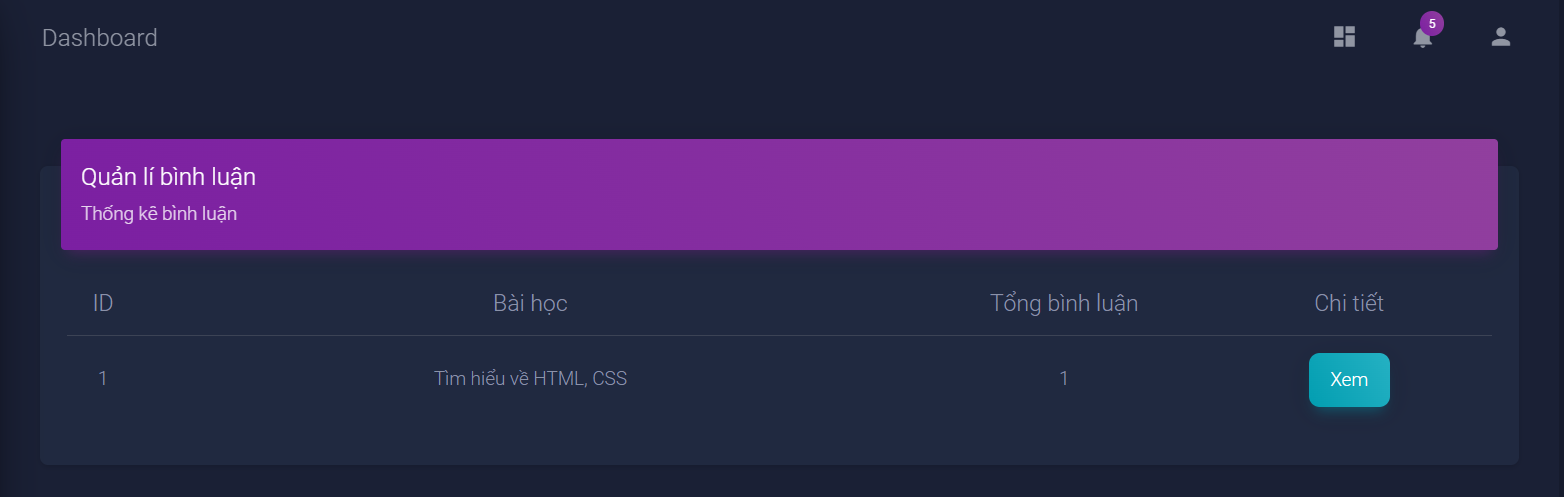 Dashboard
5
Quản lí bình luận
Thống kê bình luận
ID Bài học Tổng bình luận Chi tiết
1 Tìm hiểu về HTML, CSS 1 Xem